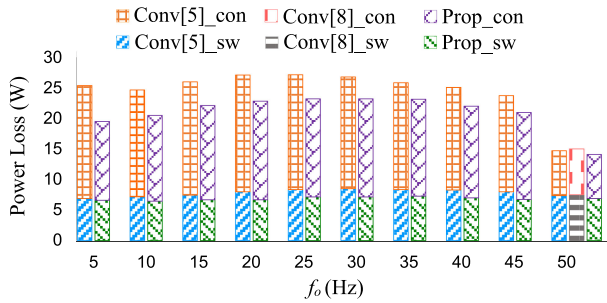 Conv[5]_con Conv[8]_con Prop_con
Conv[5]_sw Conv[8]_sw Prop_sw
30
25
20
15
10
5
0
Power Loss (W)
5 10 15 20 25 30 35 40 45 50
fo (Hz)